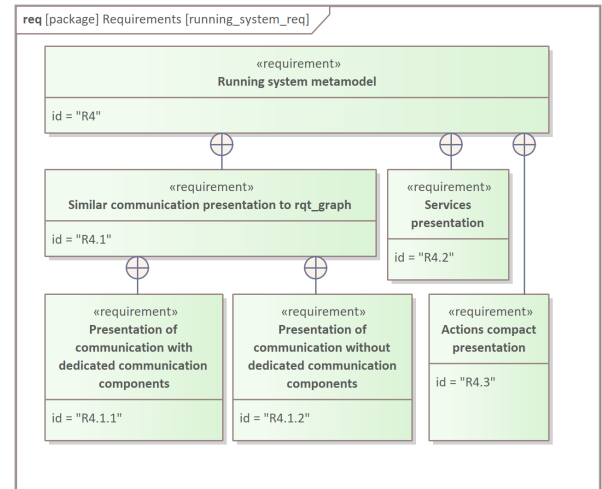 req [package] Requirements [running_system_req]
«requirement»
Running system metamodel
id = "R4"
«requirement»
Similar communication presentation to rqt_graph
id = "R4.1"
«requirement»
Services
presentation
id = "R4.2"
«requirement»
Presentation of
communication with
dedicated communication
components
id = "R4.1.1"
«requirement»
Presentation of
communication without
dedicated communication
components
id = "R4.1.2"
«requirement»
Actions compact
presentation
id = "R4.3"